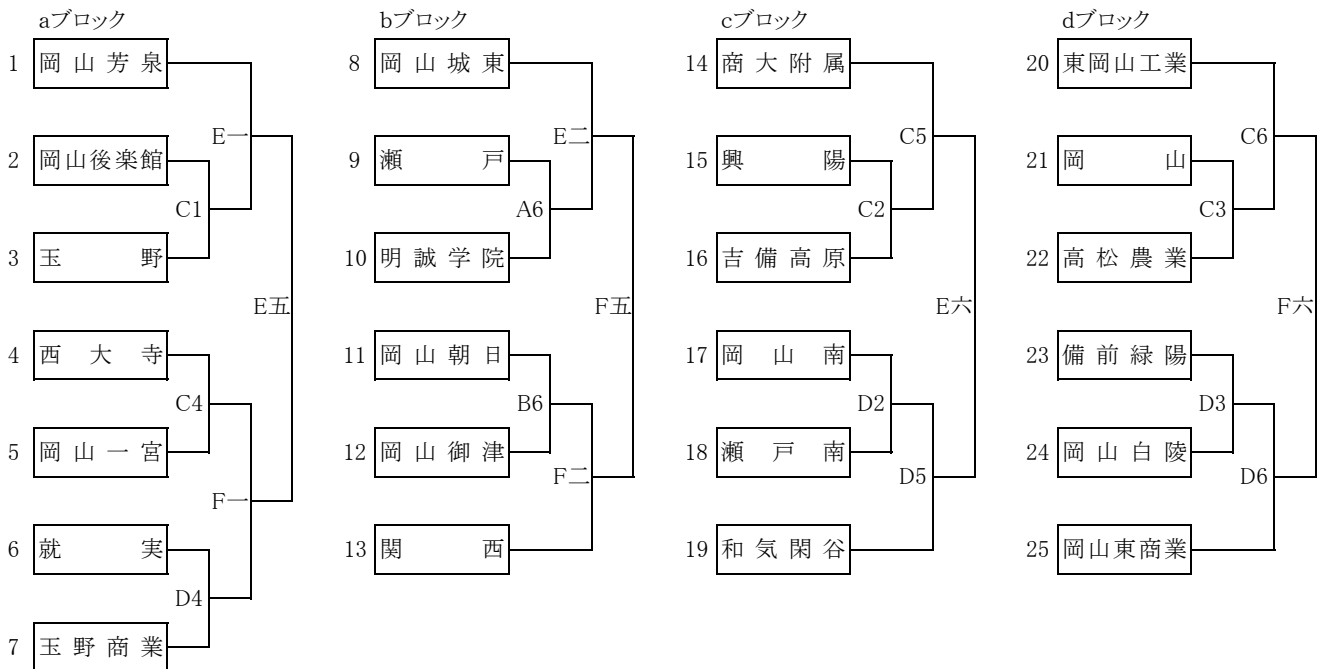 aブロック
1 岡山芳泉
E一
2 岡山後楽館
C1
3 玉野
E五
4 西大寺
C4
5 岡山一宮
F一
6 就実
D4
7 玉野商業
bブロック
8 岡山城東
E二
9 瀬戸
A6
10 明誠学院
F五
11 岡山朝日
B6
12 岡山御津
F二
13 関西
cブロック
14 商大附属
C5
15 興陽
C2
16 吉備高原
E六
17 岡山南
D2
18 瀬戸南
D5
19 和気閑谷
dブロック
20 東岡山工業
C6
21 岡山
C3
22 高松農業
F六
23 備前緑陽
D3
24 岡山白陵
D6
25 岡山東商業